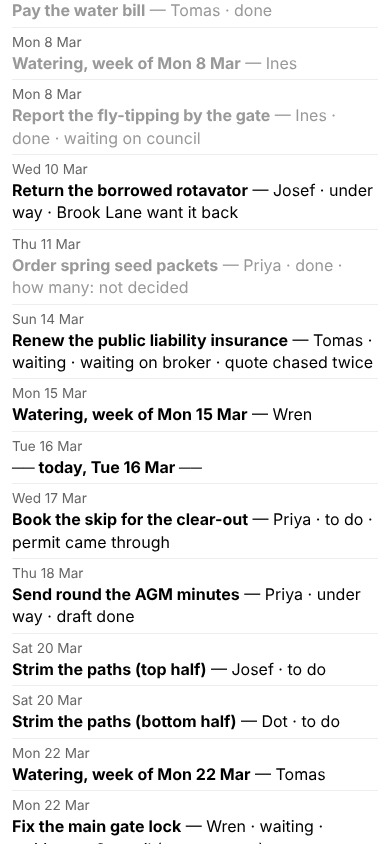 Pay the water bill — Tomas · done
Mon 8 Mar
Watering, week of Mon 8 Mar — Ines
Mon 8 Mar
Report the fly-tipping by the gate — Ines ·
done · waiting on council
Wed 10 Mar
Return the borrowed rotavator — Josef · under
way · Brook Lane want it back
Thu 11 Mar
Order spring seed packets — Priya · done ·
how many: not decided
Sun 14 Mar
Renew the public liability insurance — Tomas ·
waiting · waiting on broker · quote chased twice
Mon 15 Mar
Watering, week of Mon 15 Mar — Wren
Tue 16 Mar
── today, Tue 16 Mar ──
Wed 17 Mar
Book the skip for the clear-out — Priya · to do ·
permit came through
Thu 18 Mar
Send round the AGM minutes — Priya · under
way · draft done
Sat 20 Mar
Strim the paths (top half) — Josef · to do
Sat 20 Mar
Strim the paths (bottom half) — Dot · to do
Mon 22 Mar
Watering, week of Mon 22 Mar — Tomas
Mon 22 Mar
Fix the main gate lock — Wren · waiting ·